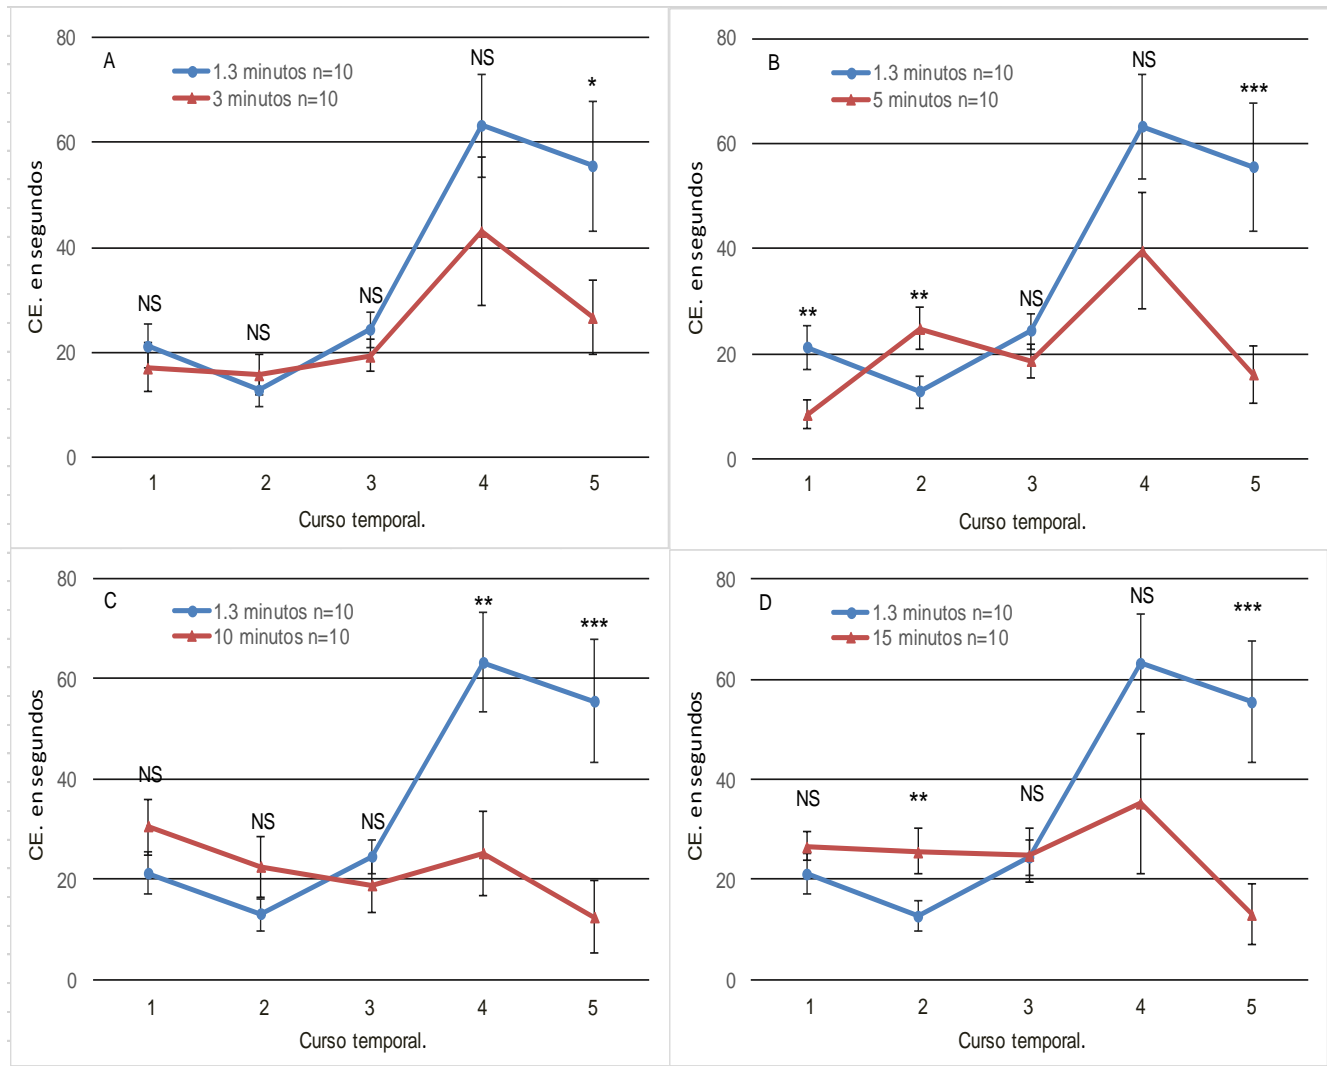 A
1.3 minutos n=10
3 minutos n=10
80
60
40
20
0
CE. en segundos
NS
NS
NS
NS
*
1
2
3
4
5
Curso temporal.
B
1.3 minutos n=10
5 minutos n=10
80
60
40
20
0
CE. en segundos
**
**
NS
NS
***
1
2
3
4
5
Curso temporal.
C
1.3 minutos n=10
10 minutos n=10
80
60
40
20
0
CE. en segundos
NS
NS
NS
**
***
1
2
3
4
5
Curso temporal.
D
1.3 minutos n=10
15 minutos n=10
80
60
40
20
0
CE. en segundos
NS
**
NS
NS
***
1
2
3
4
5
Curso temporal.